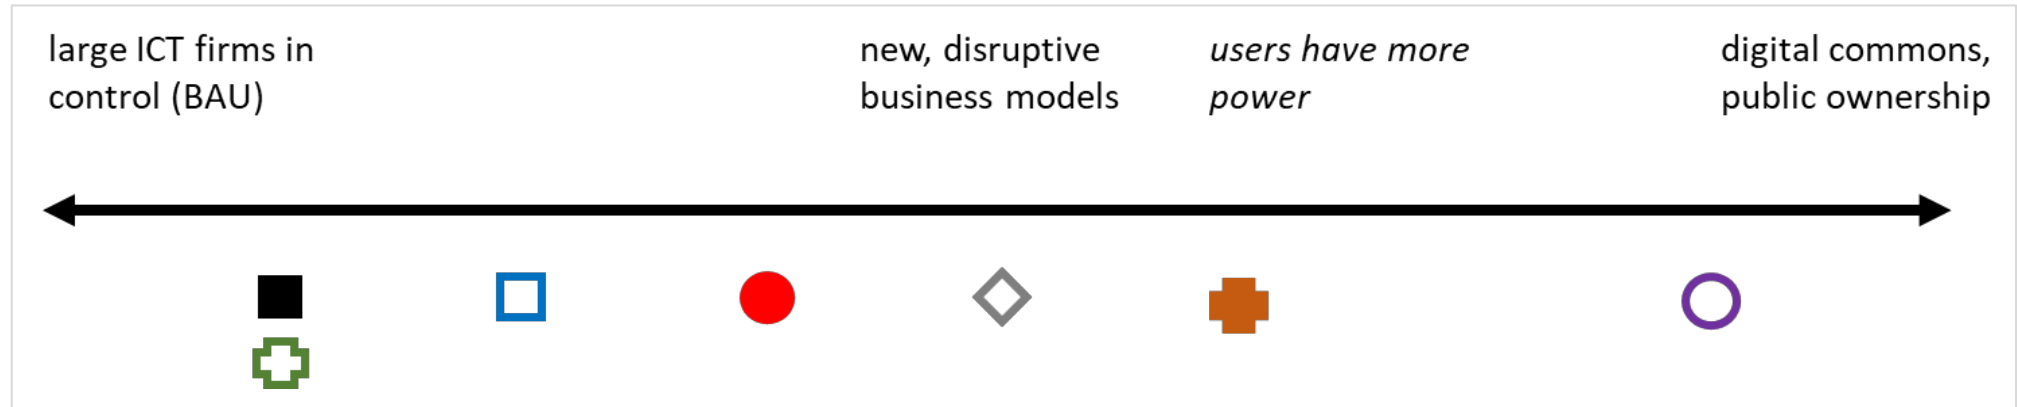 large ICT firms in
control (BAU)
new, disruptive
business models
users have more
power
digital commons,
public ownership